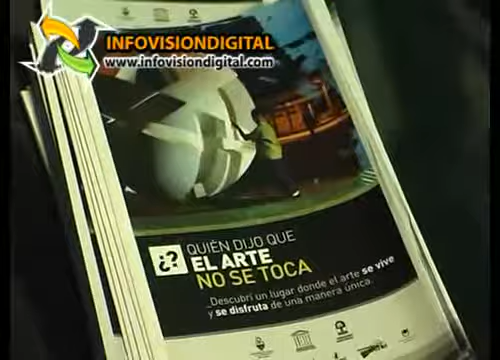 INFOVISIONDIGITAL
www.infovisiondigital.com
¿?
QUIÉN DIJO QUE
EL ARTE
NO SE TOCA
Descubrí un lugar donde el arte se vive
y se disfruta de una manera única.